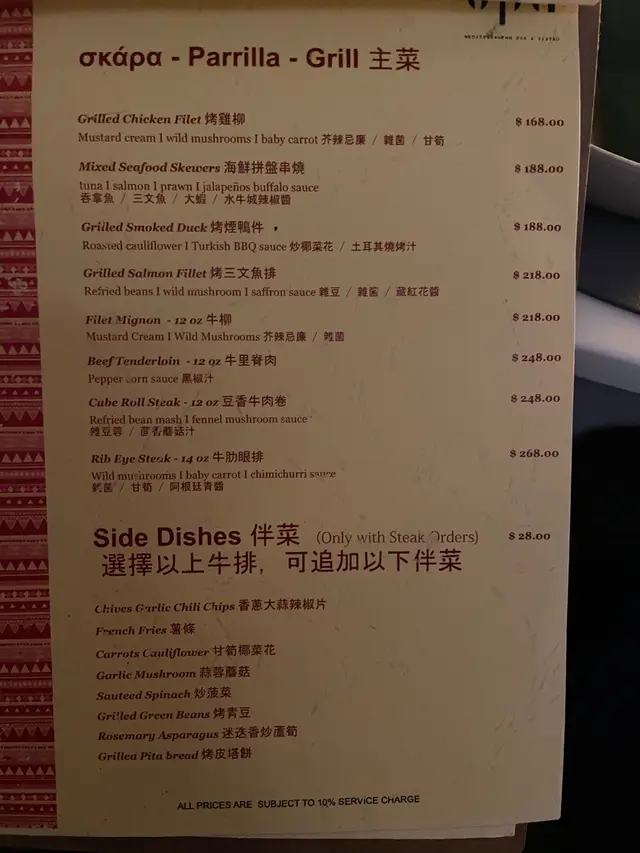 MEDITERRANEAN BAR & BISTRO
σκάρα - Parrilla - Grill 主菜
Grilled Chicken Filet 烤雞柳 $ 168.00
Mustard cream I wild mushrooms I baby carrot 芥辣忌廉 / 雜菌 / 甘筍
Mixed Seafood Skewers 海鮮拼盤串燒 $ 188.00
tuna I salmon I prawn I jalapeños buffalo sauce
吞拿魚 / 三文魚 / 大蝦 / 水牛城辣椒醬
Grilled Smoked Duck 烤煙鴨件 $ 188.00
Roasted cauliflower I Turkish BBQ sauce 炒椰菜花 / 土耳其燒烤汁
Grilled Salmon Fillet 烤三文魚排 $ 218.00
Refried beans I wild mushroom I saffron sauce 雜豆 / 雜菌 / 藏紅花醬
Filet Mignon - 12 oz 牛柳 $ 218.00
Mustard Cream I Wild Mushrooms 芥辣忌廉 / 雜菌
Beef Tenderloin - 12 oz 牛里脊肉 $ 248.00
Pepper corn sauce 黑椒汁
Cube Roll Steak - 12 oz 豆香牛肉卷 $ 248.00
Refried bean mash I fennel mushroom sauce
雜豆蓉 / 茴香蘑菇汁
Rib Eye Steak - 14 oz 牛肋眼排 $ 268.00
Wild mushrooms I baby carrot I chimichurri sauce
雜菌 / 甘筍 / 阿根廷青醬
Side Dishes 伴菜 (Only with Steak Orders) $ 28.00
選擇以上牛排，可追加以下伴菜
Chives Garlic Chili Chips 香蔥大蒜辣椒片
French Fries 薯條
Carrots Cauliflower 甘筍椰菜花
Garlic Mushroom 蒜蓉蘑菇
Sauteed Spinach 炒菠菜
Grilled Green Beans 烤青豆
Rosemary Asparagus 迷迭香炒蘆筍
Grilled Pita bread 烤皮塔餅
ALL PRICES ARE SUBJECT TO 10% SERVICE CHARGE